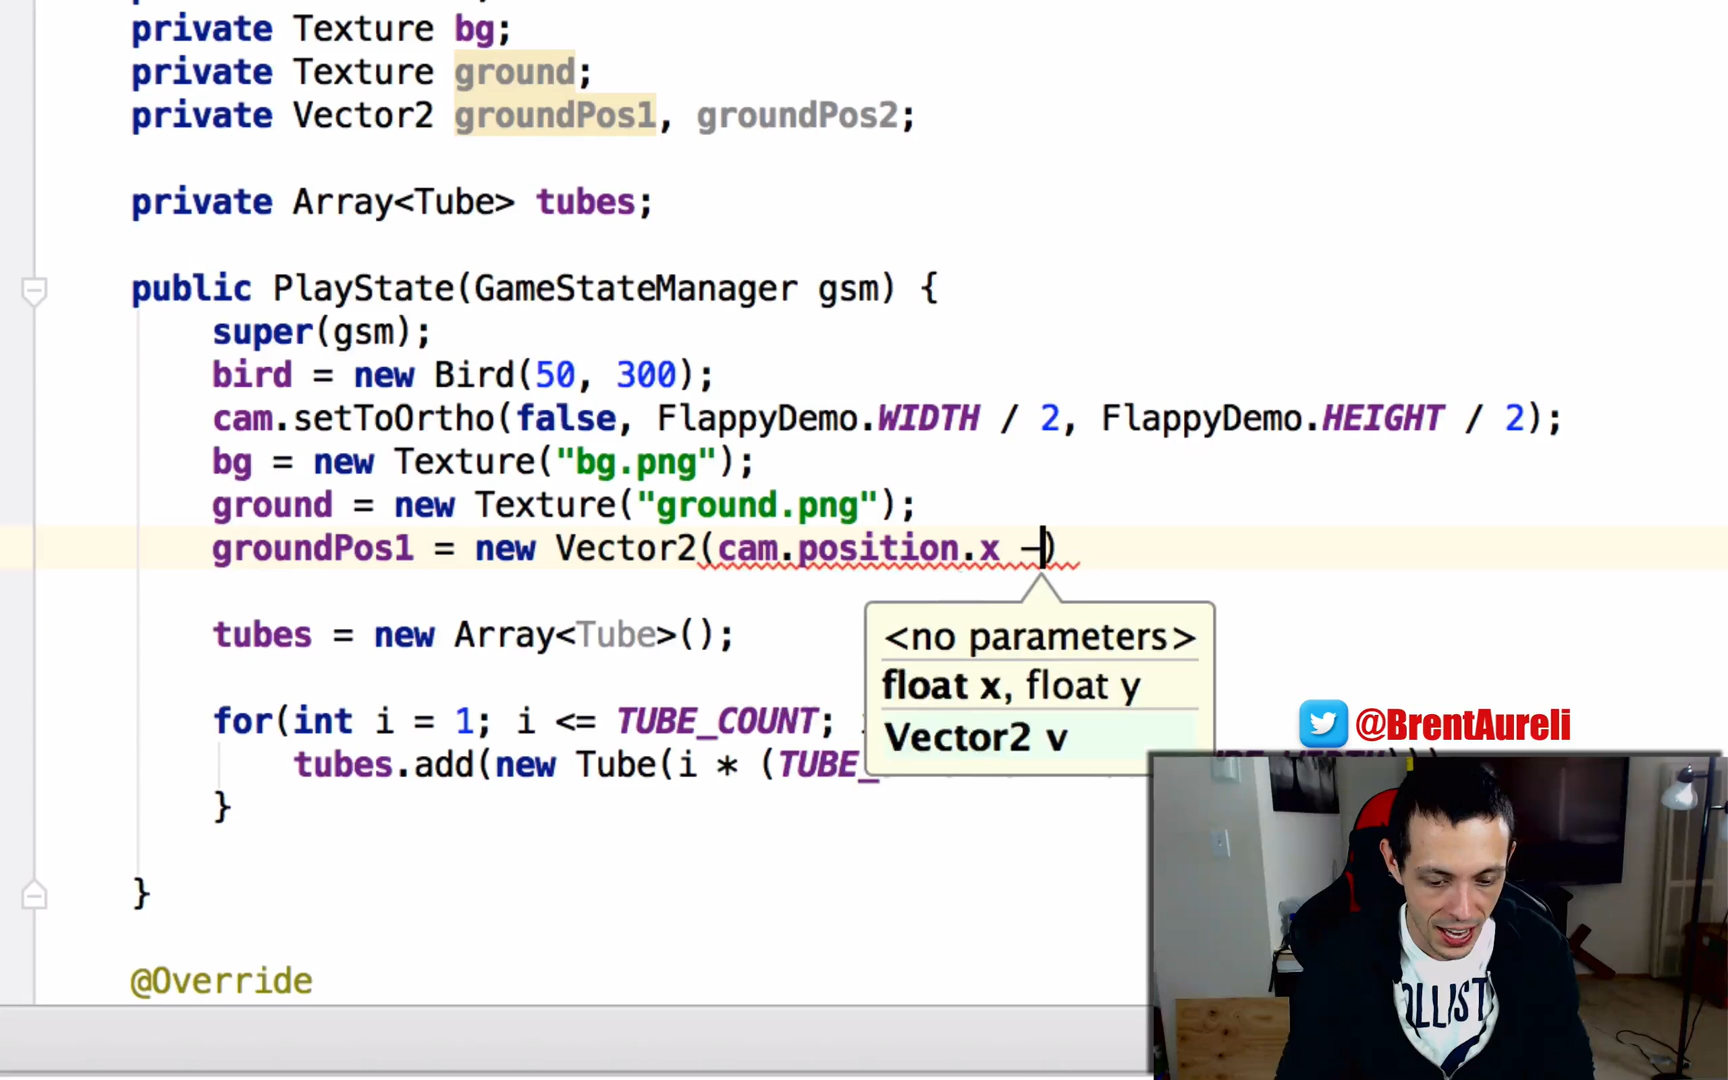 private Texture bg;
private Texture ground;
private Vector2 groundPos1, groundPos2;
private Array<Tube> tubes;
public PlayState(GameStateManager gsm) {
super(gsm);
bird = new Bird(50, 300);
cam.setToOrtho(false, FlappyDemo.WIDTH / 2, FlappyDemo.HEIGHT / 2);
bg = new Texture("bg.png");
ground = new Texture("ground.png");
groundPos1 = new Vector2(cam.position.x -)
<no parameters>
float x, float y
Vector2 v
tubes = new Array<Tube>();
for(int i = 1; i <= TUBE_COUNT;
tubes.add(new Tube(i * (TUBE_
}
}
@Override
@BrentAureli
OLLIST